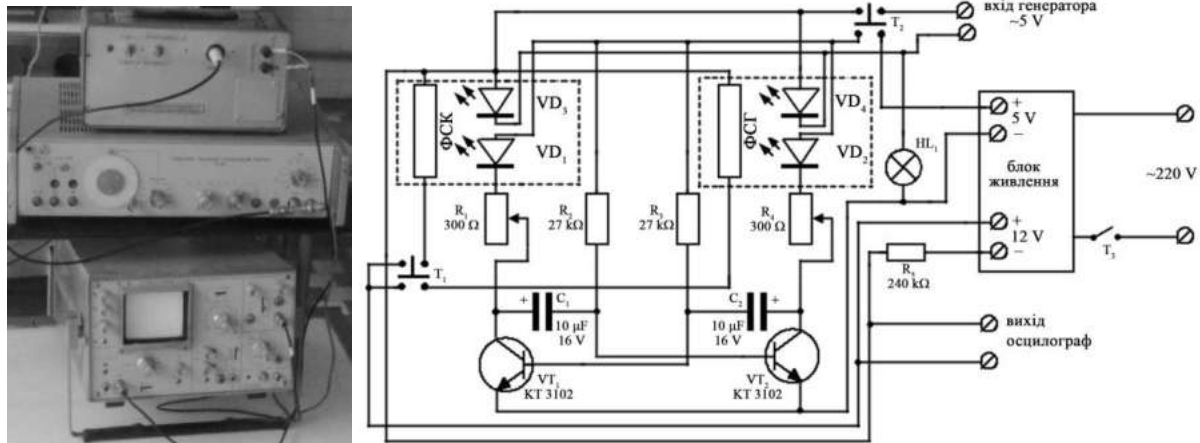 вхід генератора
~5 V
T₂
ФСК
VD₃
VD₁
ФСГ
VD₄
VD₂
HL₁
+
5 V
−
блок
живлення
+
12 V
−
~220 V
T₃
R₁
300 Ω
R₂
27 kΩ
R₃
27 kΩ
R₄
300 Ω
R₅
240 kΩ
T₁
+
C₁
10 μF
16 V
C₂
+
10 μF
16 V
вихід
осцилограф
VT₁
КТ 3102
VT₂
КТ 3102